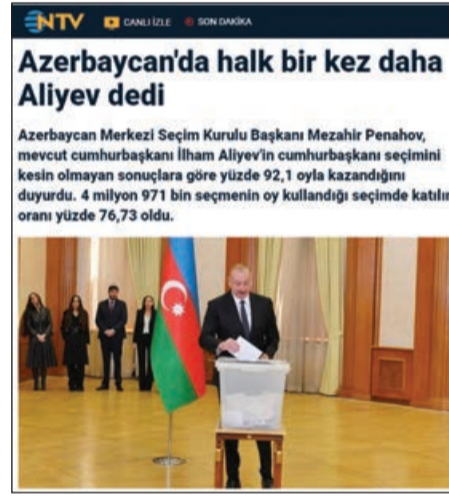 NTV CANLI İZLE SON DAKİKA
Azerbaycan'da halk bir kez daha
Aliyev dedi
Azerbaycan Merkezi Seçim Kurulu Başkanı Mezahir Penahov,
mevcut cumhurbaşkanı İlham Aliyev'in cumhurbaşkanı seçimini
kesin olmayan sonuçlara göre yüzde 92,1 oyla kazandığını
duyurdu. 4 milyon 971 bin seçmenin oy kullandığı seçimde katılır
oranı yüzde 76,73 oldu.